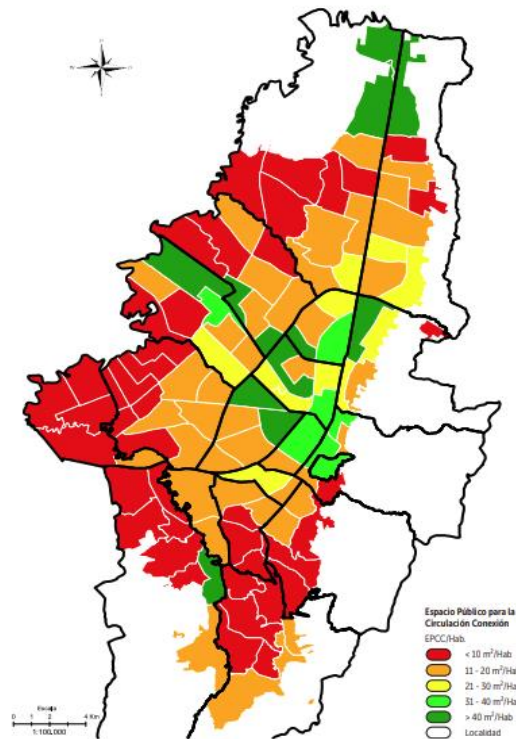 Espacio Público para la
Circulación Conexión
EPCC/Hab.
< 10 m²/Hab
11 - 20 m²/Ha
21 - 30 m²/Ha
31 - 40 m²/Ha
> 40 m²/Hab
Localidad
Escala
0 1 2 4 Km
1:100,000